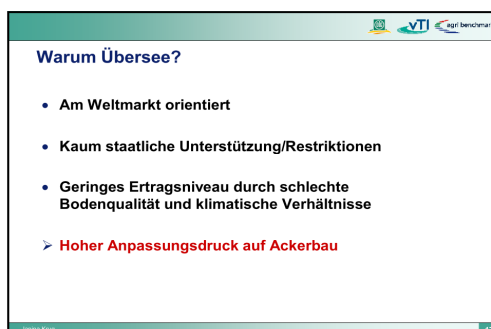 vTI agri benchmar
Warum Übersee?
• Am Weltmarkt orientiert
• Kaum staatliche Unterstützung/Restriktionen
• Geringes Ertragsniveau durch schlechte
Bodenqualität und klimatische Verhältnisse
➢ Hoher Anpassungsdruck auf Ackerbau